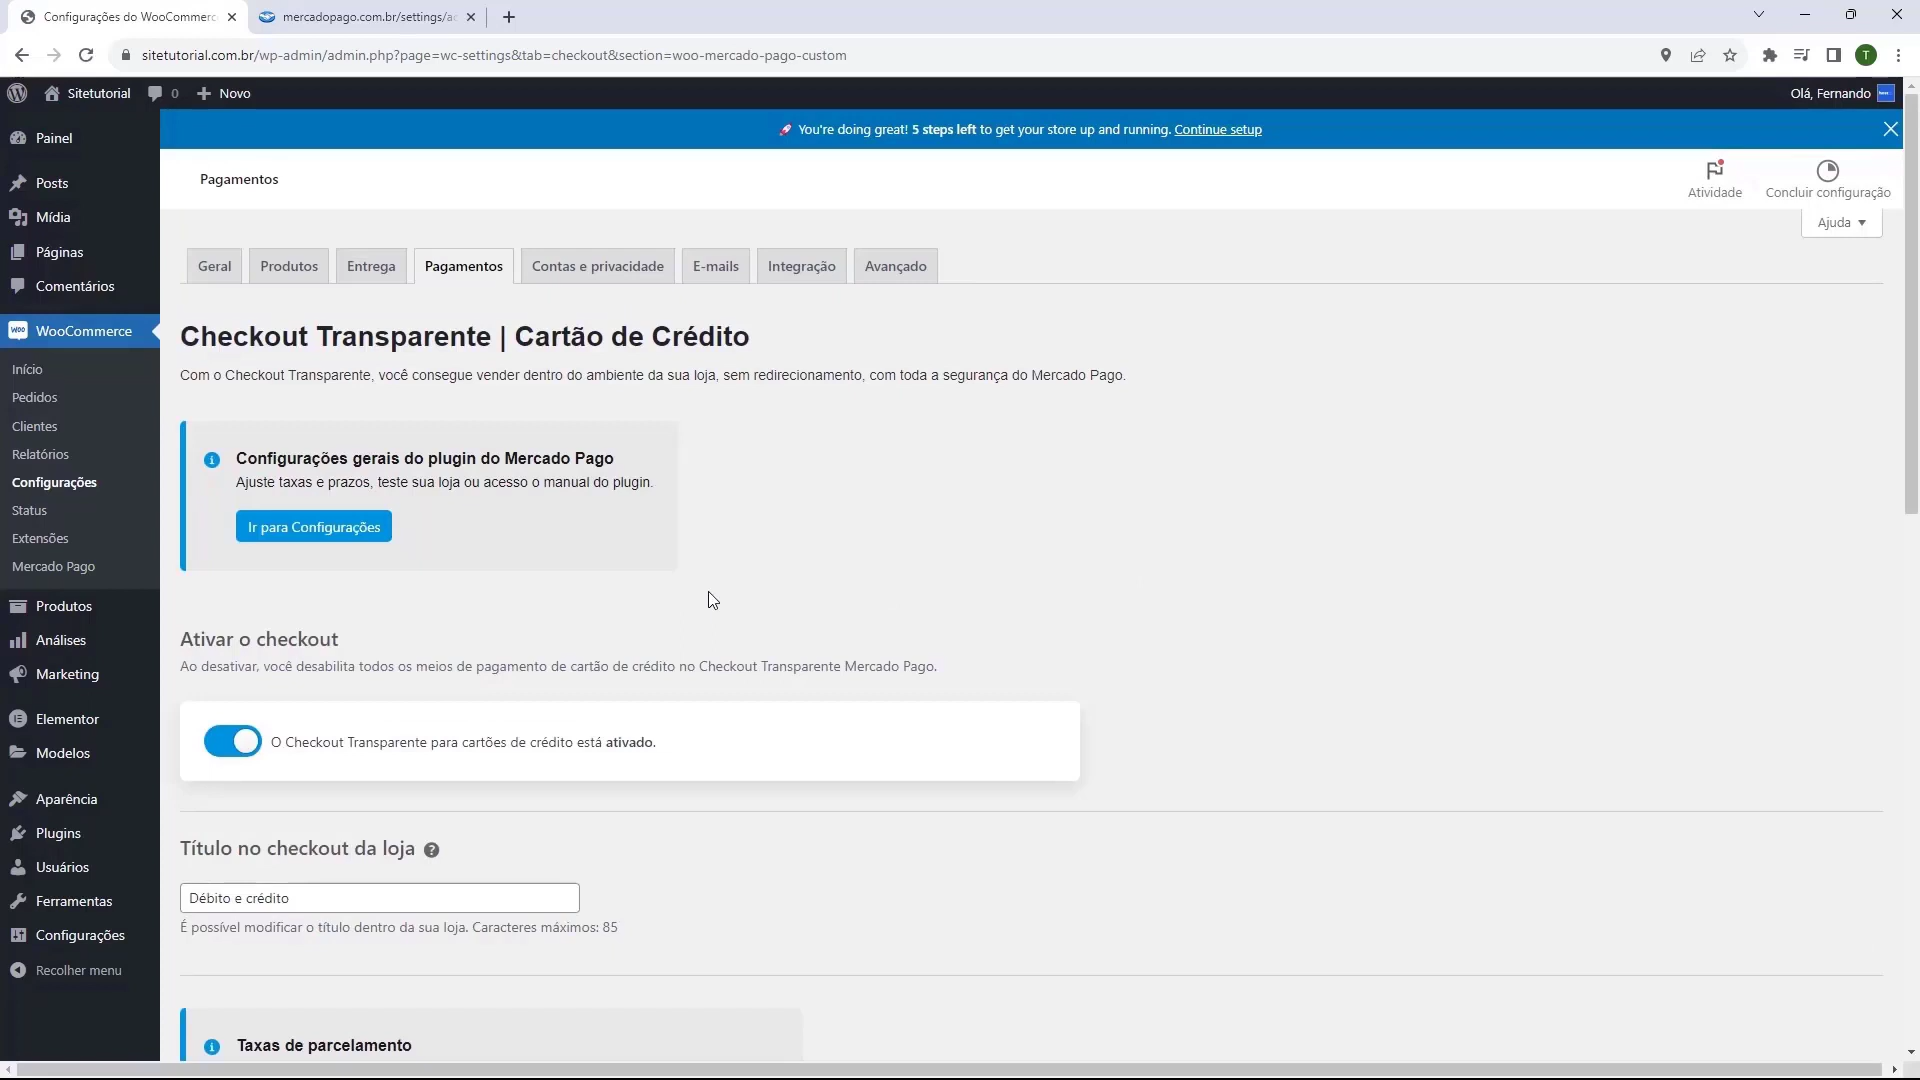 Configurações do WooCommerc
mercadopago.com.br/settings/ac
sitetutorial.com.br/wp-admin/admin.php?page=wc-settings&tab=checkout&section=woo-mercado-pago-custom
T
Sitetutorial
0
Novo
Olá, Fernando
🚀 You're doing great! 5 steps left to get your store up and running. Continue setup
Painel
Posts
Mídia
Páginas
Comentários
WooCommerce
Início
Pedidos
Clientes
Relatórios
Configurações
Status
Extensões
Mercado Pago
Produtos
Análises
Marketing
Elementor
Modelos
Aparência
Plugins
Usuários
Ferramentas
Configurações
Recolher menu
Pagamentos
Atividade
Concluir configuração
Ajuda
Geral
Produtos
Entrega
Pagamentos
Contas e privacidade
E-mails
Integração
Avançado
Checkout Transparente | Cartão de Crédito
Com o Checkout Transparente, você consegue vender dentro do ambiente da sua loja, sem redirecionamento, com toda a segurança do Mercado Pago.
Configurações gerais do plugin do Mercado Pago
Ajuste taxas e prazos, teste sua loja ou acesso o manual do plugin.
Ir para Configurações
Ativar o checkout
Ao desativar, você desabilita todos os meios de pagamento de cartão de crédito no Checkout Transparente Mercado Pago.
O Checkout Transparente para cartões de crédito está ativado.
Título no checkout da loja
Débito e crédito
É possível modificar o título dentro da sua loja. Caracteres máximos: 85
Taxas de parcelamento